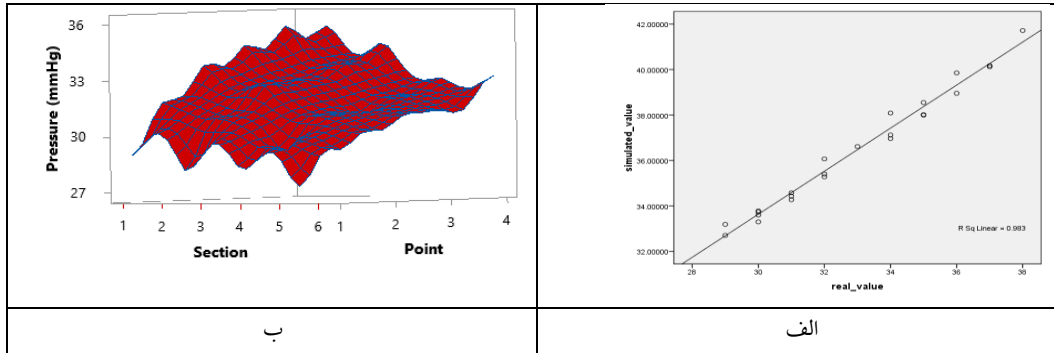 36
33
30
27
Pressure (mmHg)
1 2 3 4 5 6 1 2 3 4
Section Point
ب
42.00000
40.00000
38.00000
36.00000
34.00000
32.00000
simulated_value
R Sq Linear = 0.983
28 30 32 34 36 38
real_value
الف